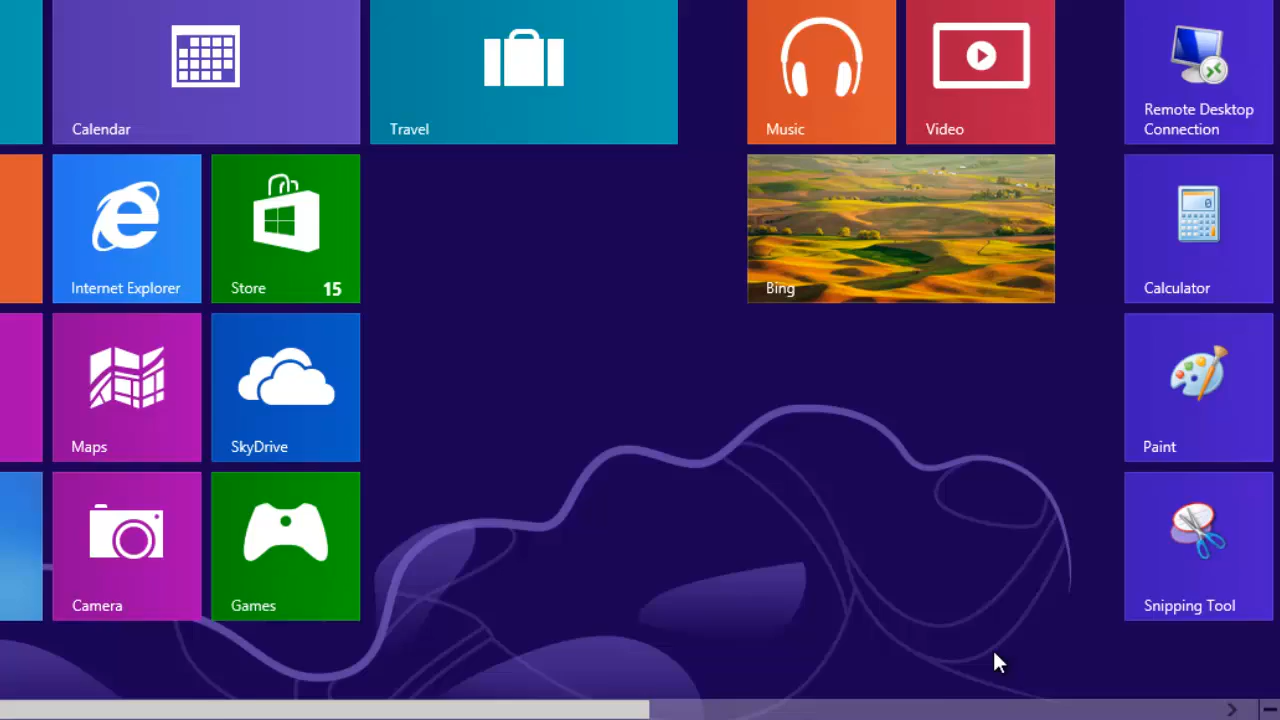 Calendar
Travel
Music
Video
Remote Desktop
Connection
Internet Explorer
Store
15
Bing
0
Calculator
Maps
SkyDrive
Paint
Camera
Games
Snipping Tool